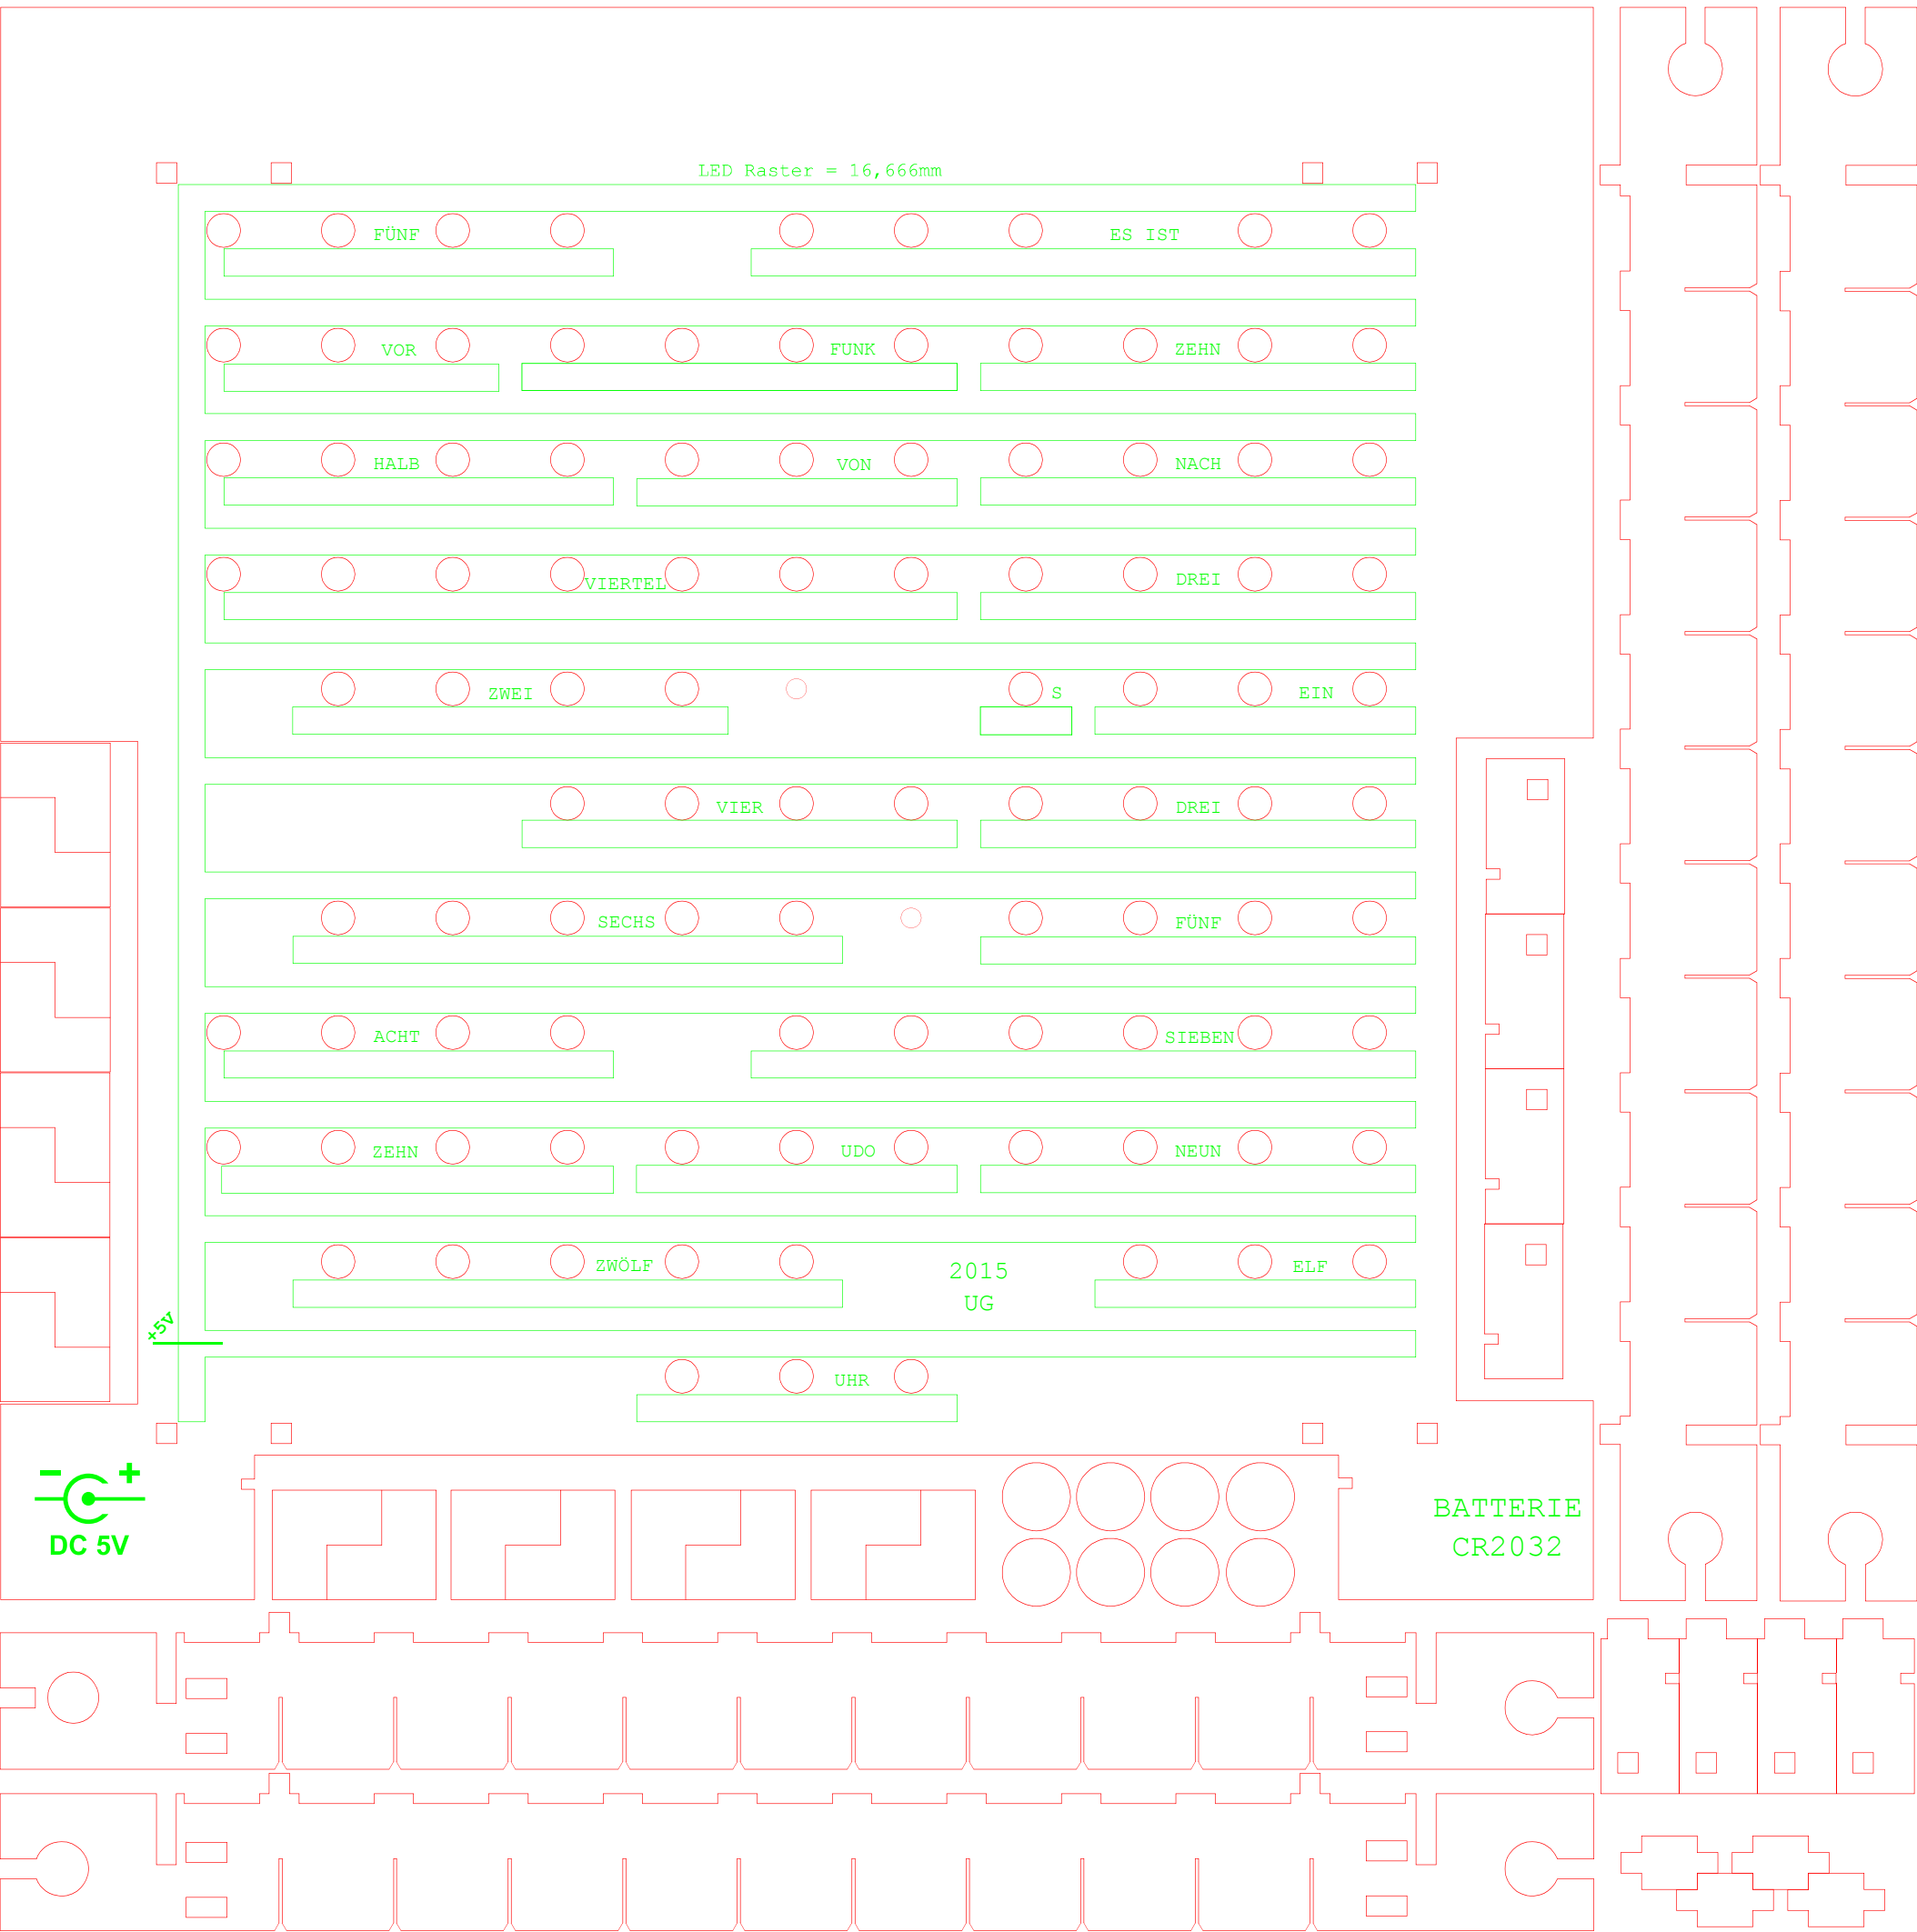 LED Raster = 16,666mm
FÜNF ES IST
VOR FUNK ZEHN
HALB VON NACH
VIERTEL DREI
ZWEI S EIN
VIER DREI
SECHS FÜNF
ACHT SIEBEN
ZEHN UDO NEUN
ZWÖLF 2015 ELF
UG
+5v
UHR
- +
DC 5V
BATTERIE
CR2032